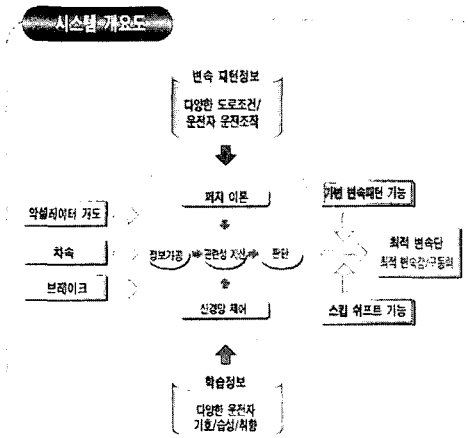 시스템 개요도
변속 패턴정보
다양한 도로조건/
운전자 운전조작
퍼지 이론
가변 변속패턴 기능
악셀레이터 개도
차속
브레이크
정보가공
관련성 계산
판단
최적 변속단
최적 변속감/구동력
신경망 제어
스킵 쉬프트 기능
학습정보
다양한 운전자
기호/습성/취향